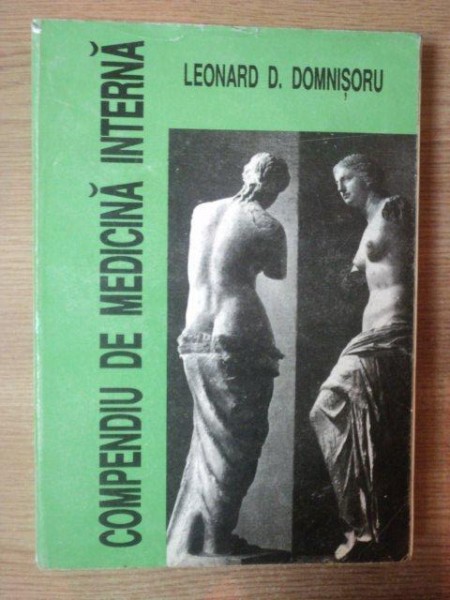 LEONARD D. DOMNIȘORU
COMPENDIU DE MEDICINĂ INTERNĂ